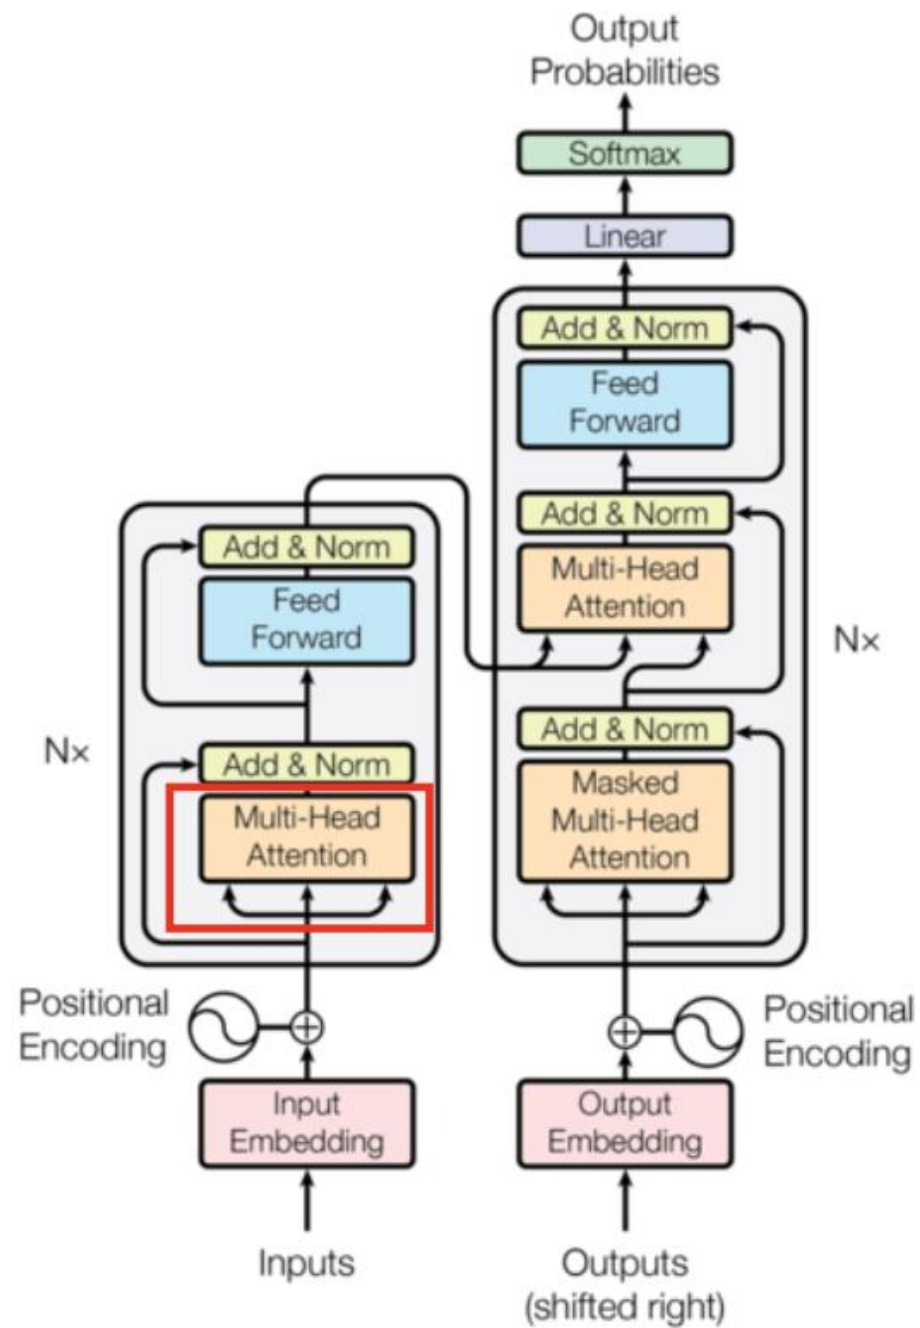 Output
Probabilities
Softmax
Linear
Add & Norm
Feed
Forward
Add & Norm
Multi-Head
Attention
Add & Norm
Masked
Multi-Head
Attention
Nx
Add & Norm
Feed
Forward
Nx
Add & Norm
Multi-Head
Attention
Positional
Encoding
Positional
Encoding
Input
Embedding
Output
Embedding
Inputs
Outputs
(shifted right)